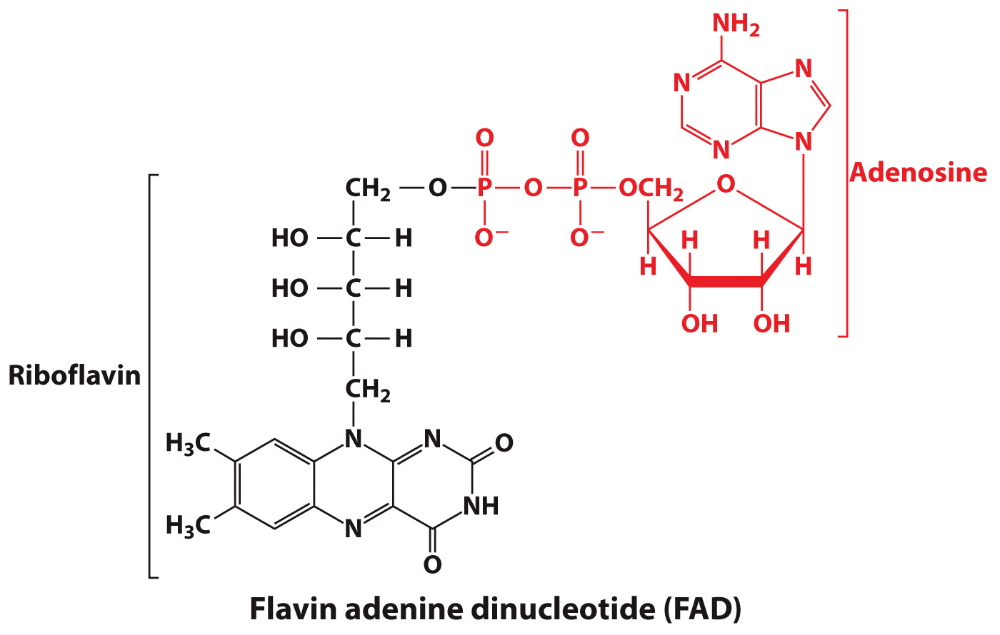 NH₂
N
N
N
N
Adenosine
O
O
CH₂
O
P
O
P
OCH₂
O
O⁻
O⁻
HO
C
H
H
H
H
H
HO
C
H
OH
OH
HO
C
H
Riboflavin
CH₂
H₃C
N
N
O
NH
H₃C
N
O
Flavin adenine dinucleotide (FAD)